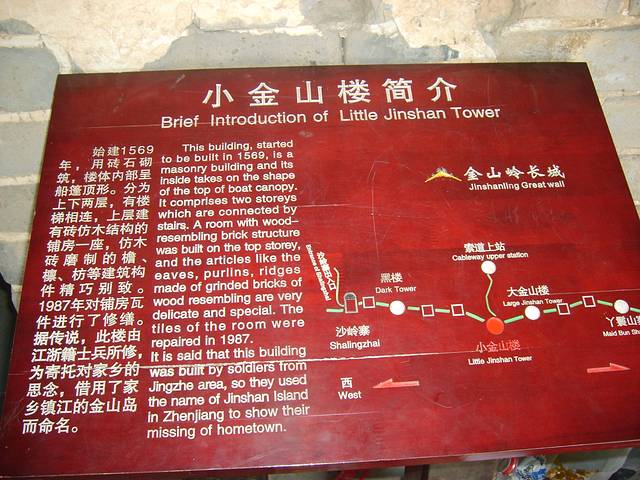 小金山楼简介
Brief Introduction of Little Jinshan Tower
始建1569
年，用砖石砌
筑，楼体内部呈
船篷顶形。分为
上下两层，有楼
梯相连，上层建
有砖仿木结构的
铺房一座，仿木
砖磨制的檐、
檩、枋等建筑构
件精巧别致。
1987年对铺房瓦
件进行了修缮。
据传说，此楼由
江浙籍士兵所修，
为寄托对家乡的
思念，借用了家
乡镇江的金山岛
而命名。
This building, started
to be built in 1569, is a
masonry building and its
inside takes on the shape
of the top of boat canopy.
It comprises two storeys
which are connected by
stairs. A room with wood-
resembling brick structure
was built on the top storey,
and the articles like the
eaves, purlins, ridges
made of grinded bricks of
wood resembling are very
delicate and special. The
tiles of the room were
repaired in 1987.
It is said that this building
was built by soldiers from
Jingzhe area, so they used
the name of Jinshan Island
in Zhenjiang to show their
missing of hometown.
金山岭长城
Jinshanling Great wall
索道上站
Cableway upper station
黑楼
Dark Tower
大金山楼
Large Jinshan Tower
沙岭寨
Shalingzhai
小金山楼
Little Jinshan Tower
丫鬟山
Maid Bun Sh
西
West